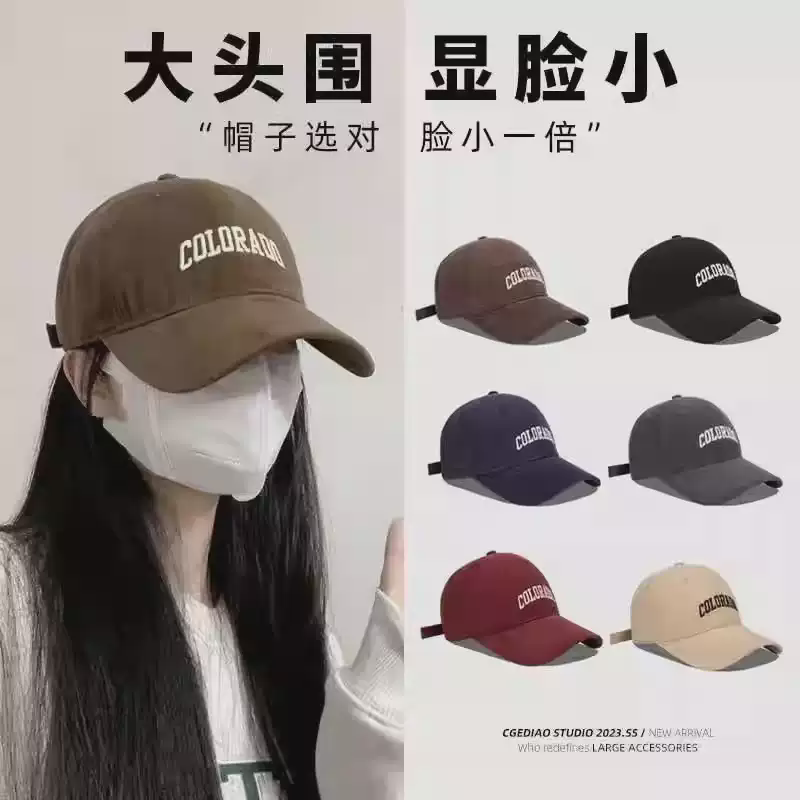 大头围 显脸小
“帽子选对 脸小一倍”
COLORADO
COLORADO
COLORADO
COLORADO
COLORADO
COLORADO
COLORADO
CGEDIAO STUDIO 2023.SS / NEW ARRIVAL
Who redefines LARGE ACCESSORIES